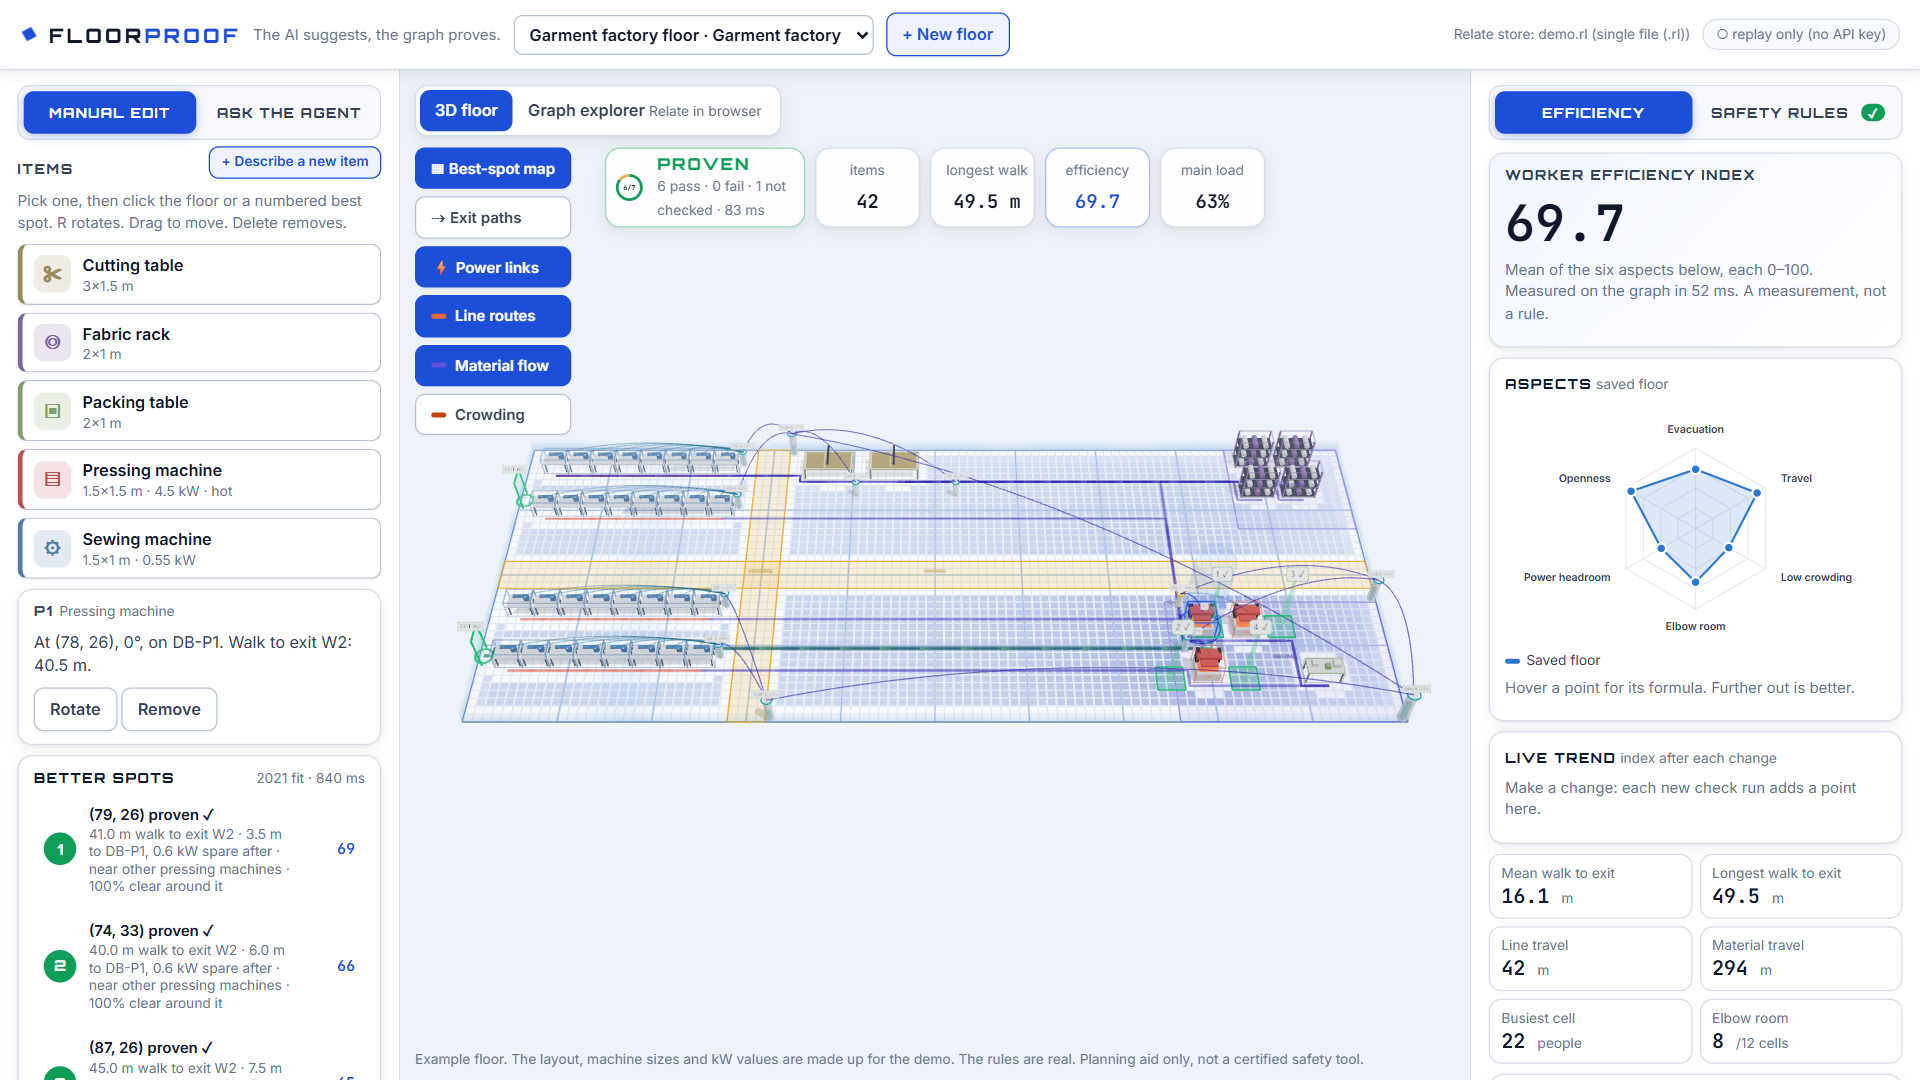 FLOORPROOF
The AI suggests, the graph proves.
Garment factory floor · Garment factory
+ New floor
Relate store: demo.rl (single file (.rl))
replay only (no API key)
MANUAL EDIT
ASK THE AGENT
ITEMS
+ Describe a new item
Pick one, then click the floor or a numbered best
spot. R rotates. Drag to move. Delete removes.
Cutting table
3×1.5 m
Fabric rack
2×1 m
Packing table
2×1 m
Pressing machine
1.5×1.5 m · 4.5 kW · hot
Sewing machine
1.5×1 m · 0.55 kW
P1 Pressing machine
At (78, 26), 0°, on DB-P1. Walk to exit W2:
40.5 m.
Rotate
Remove
BETTER SPOTS
2021 fit · 840 ms
1
(79, 26) proven ✓
41.0 m walk to exit W2 · 3.5 m
to DB-P1, 0.6 kW spare after ·
near other pressing machines ·
100% clear around it
69
2
(74, 33) proven ✓
40.0 m walk to exit W2 · 6.0 m
to DB-P1, 0.6 kW spare after ·
near other pressing machines ·
100% clear around it
66
(87, 26) proven ✓
45.0 m walk to exit W2 · 7.5 m
3D floor
Graph explorer Relate in browser
Best-spot map
Exit paths
Power links
Line routes
Material flow
Crowding
6/7
PROVEN
6 pass · 0 fail · 1 not
checked · 83 ms
items
42
longest walk
49.5 m
efficiency
69.7
main load
63%
1 ✓
3 ✓
2 ✓
4 ✓
Example floor. The layout, machine sizes and kW values are made up for the demo. The rules are real. Planning aid only, not a certified safety tool.
EFFICIENCY
SAFETY RULES ✓
WORKER EFFICIENCY INDEX
69.7
Mean of the six aspects below, each 0–100.
Measured on the graph in 52 ms. A measurement, not
a rule.
ASPECTS saved floor
Evacuation
Openness
Travel
Power headroom
Low crowding
Elbow room
Saved floor
Hover a point for its formula. Further out is better.
LIVE TREND index after each change
Make a change: each new check run adds a point
here.
Mean walk to exit
16.1 m
Longest walk to exit
49.5 m
Line travel
42 m
Material travel
294 m
Busiest cell
22 people
Elbow room
8 /12 cells